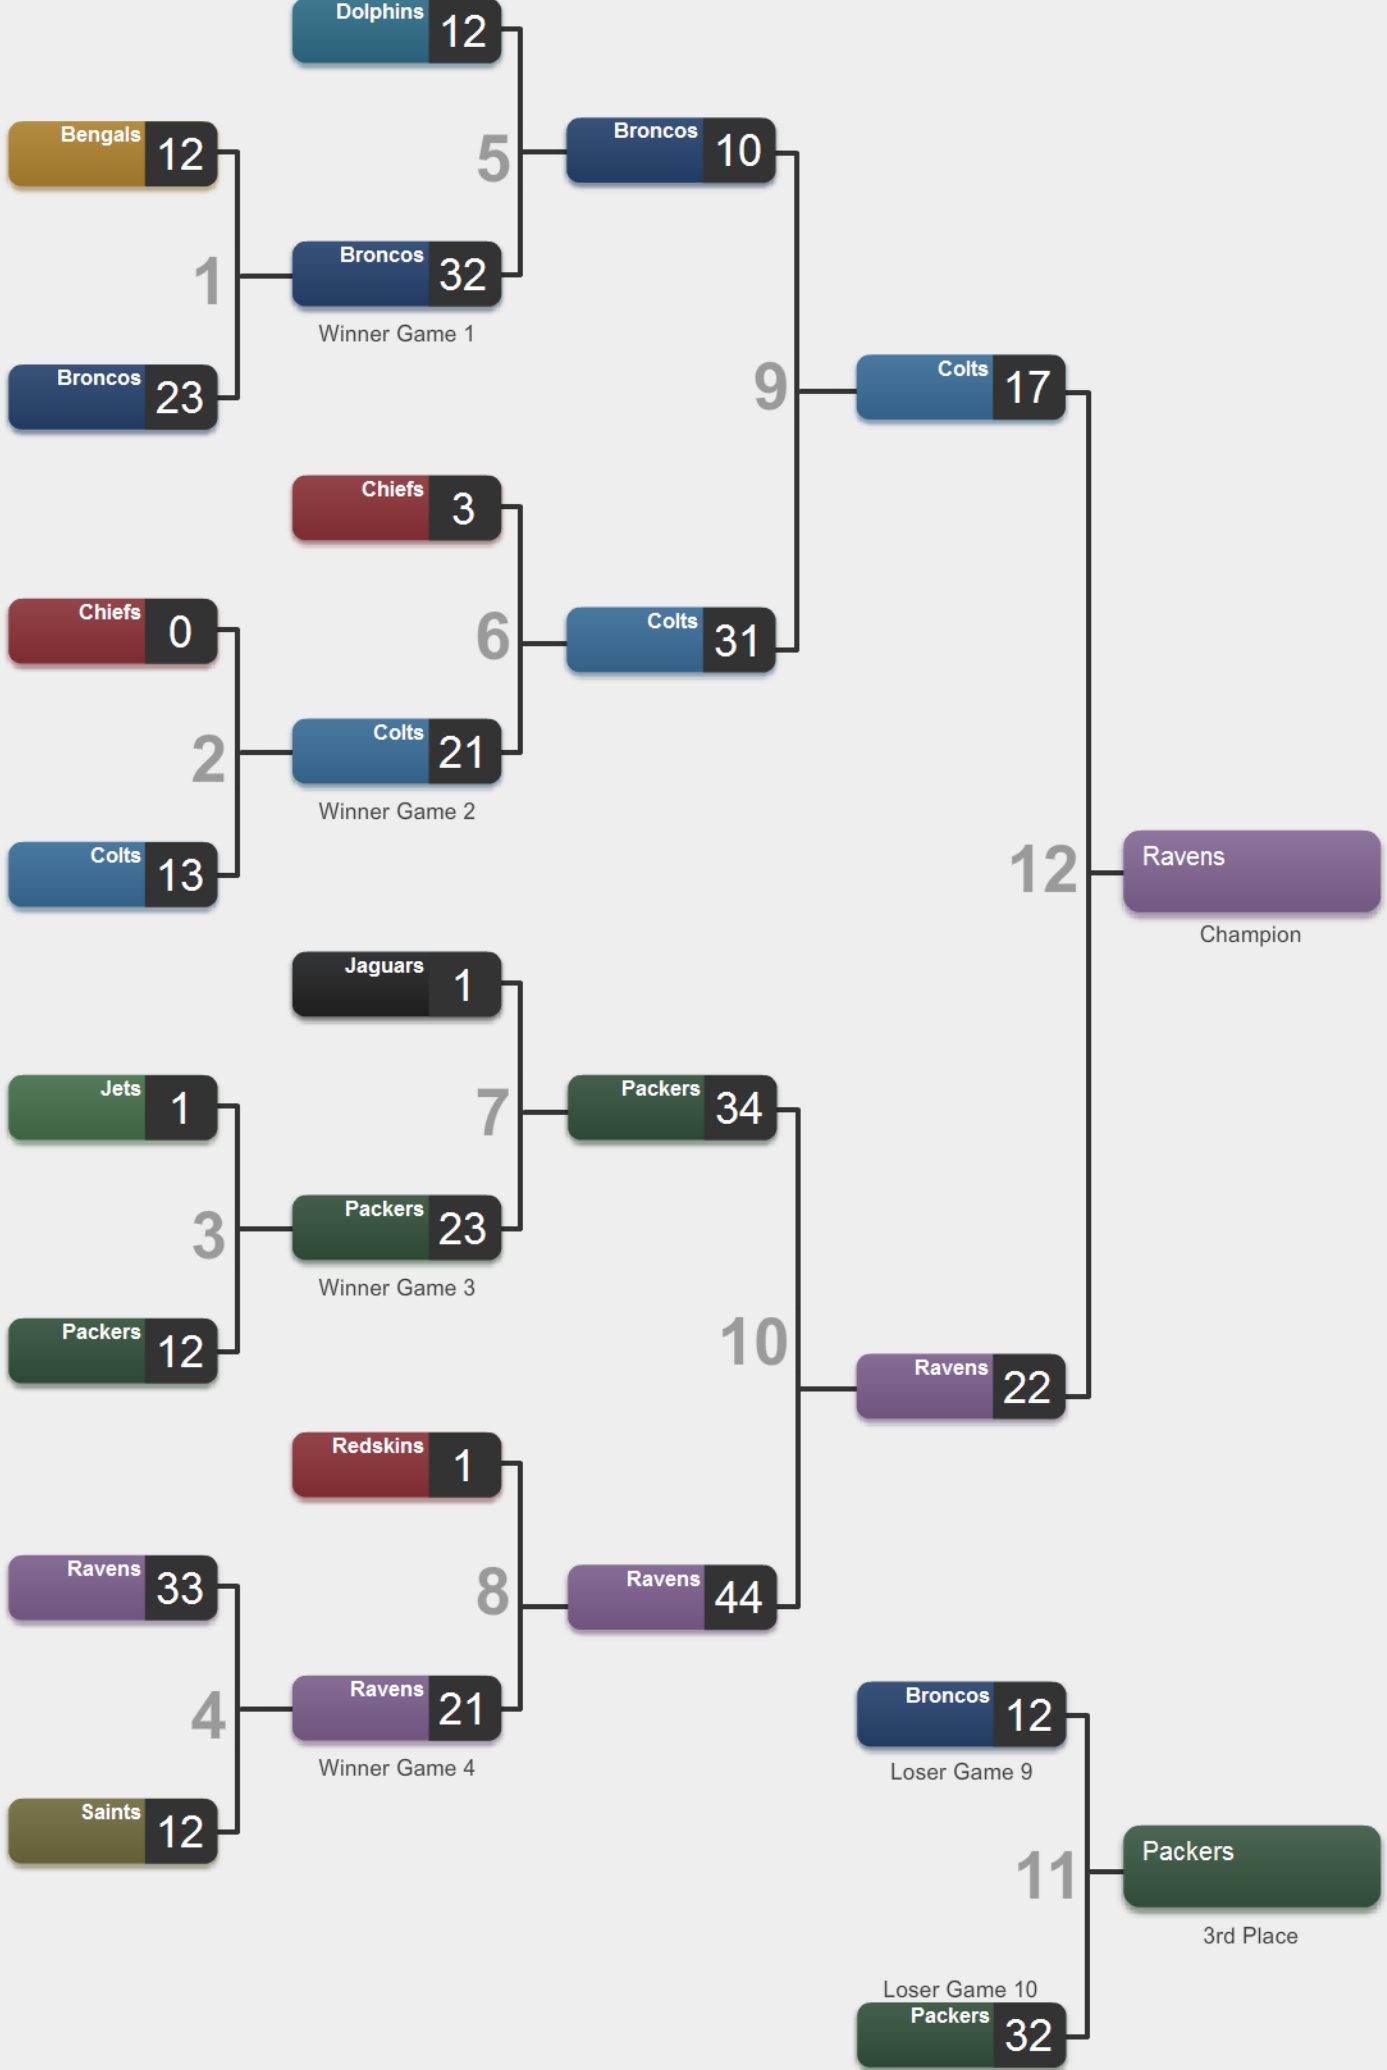 Dolphins 12
Bengals 12
5
Broncos 10
1
Broncos 32
Winner Game 1
Broncos 23
9
Colts 17
Chiefs 3
Chiefs 0
6
Colts 31
2
Colts 21
Winner Game 2
Colts 13
12
Ravens
Champion
Jaguars 1
Jets 1
7
Packers 34
3
Packers 23
Winner Game 3
Packers 12
10
Ravens 22
Redskins 1
Ravens 33
8
Ravens 44
4
Ravens 21
Winner Game 4
Broncos 12
Loser Game 9
Saints 12
11
Packers
3rd Place
Loser Game 10
Packers 32